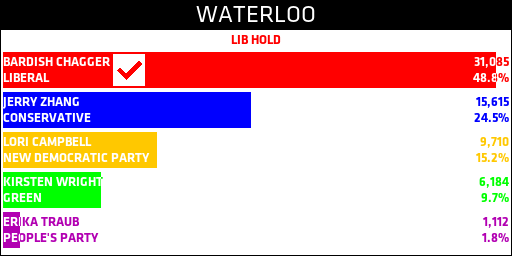 WATERLOO
LIB HOLD
BARDISH CHAGGER 31,085
LIBERAL 48.8%
JERRY ZHANG 15,615
CONSERVATIVE 24.5%
LORI CAMPBELL 9,710
NEW DEMOCRATIC PARTY 15.2%
KIRSTEN WRIGHT 6,184
GREEN 9.7%
ERIKA TRAUB 1,112
PEOPLE'S PARTY 1.8%